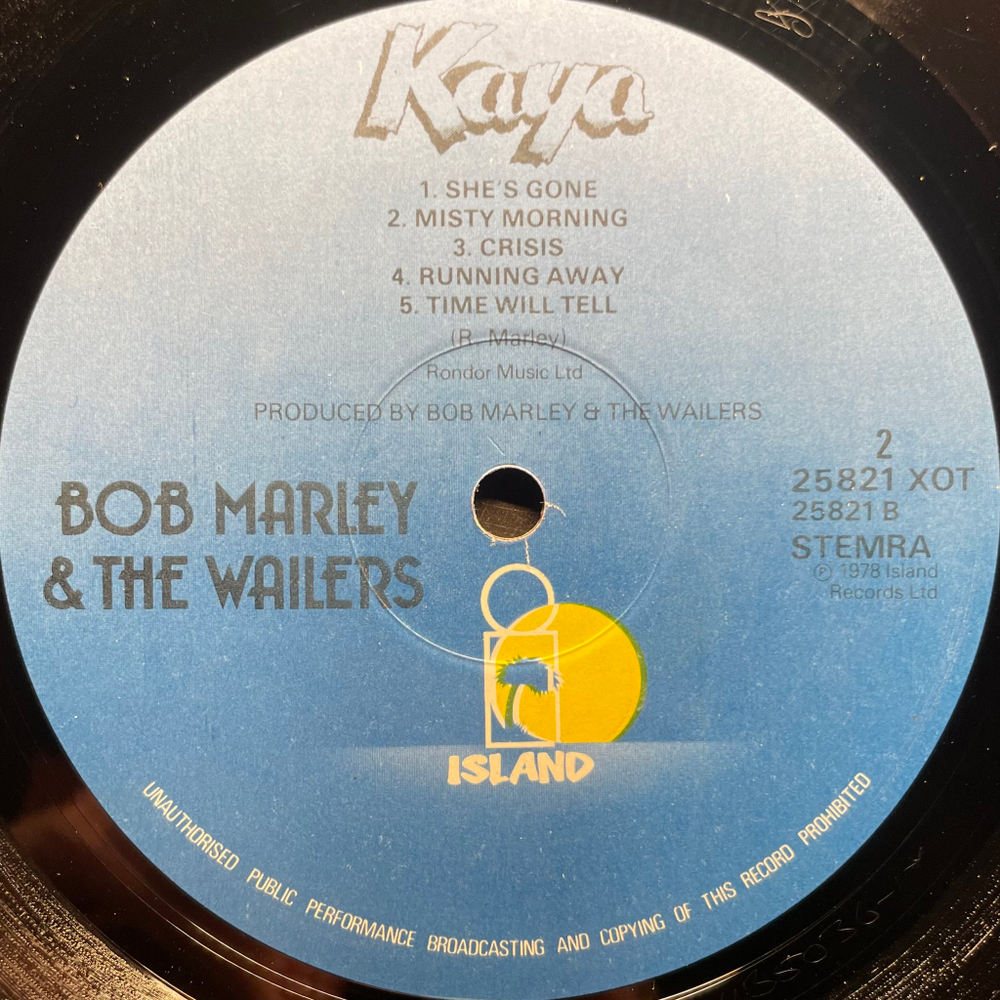 Kaya
1. SHE'S GONE
2. MISTY MORNING
3. CRISIS
4. RUNNING AWAY
5. TIME WILL TELL
(R. Marley)
Rondor Music Ltd
PRODUCED BY BOB MARLEY & THE WAILERS
2
25821 XOT
25821 B
STEMRA
℗ 1978 Island
Records Ltd
BOB MARLEY
& THE WAILERS
ISLAND
UNAUTHORISED PUBLIC PERFORMANCE BROADCASTING AND COPYING OF THIS RECORD PROHIBITED